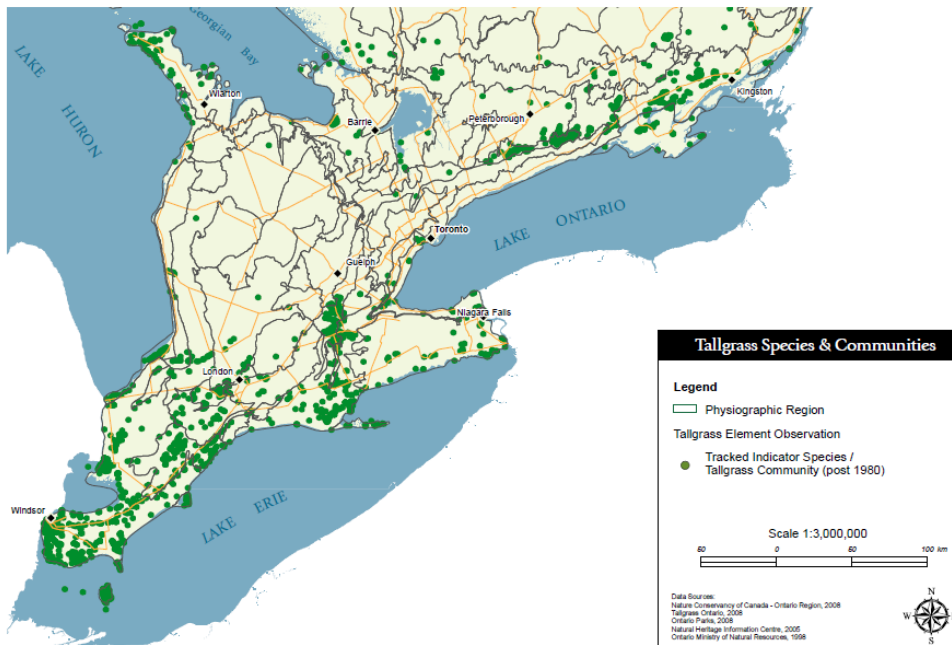 Georgian Bay
LAKE
HURON
Wiarton
Barrie
Peterborough
Kingston
Toronto
LAKE ONTARIO
Guelph
Niagara Falls
London
Windsor
LAKE ERIE
Tallgrass Species & Communities
Legend
Physiographic Region
Tallgrass Element Observation
Tracked Indicator Species /
Tallgrass Community (post 1980)
Scale 1:3,000,000
50 0 50 100 km
Data Sources:
Nature Conservancy of Canada - Ontario Region, 2008
Tallgrass Ontario, 2008
Ontario Parks, 2008
Natural Heritage Information Centre, 2005
Ontario Ministry of Natural Resources, 1998
N
W E
S